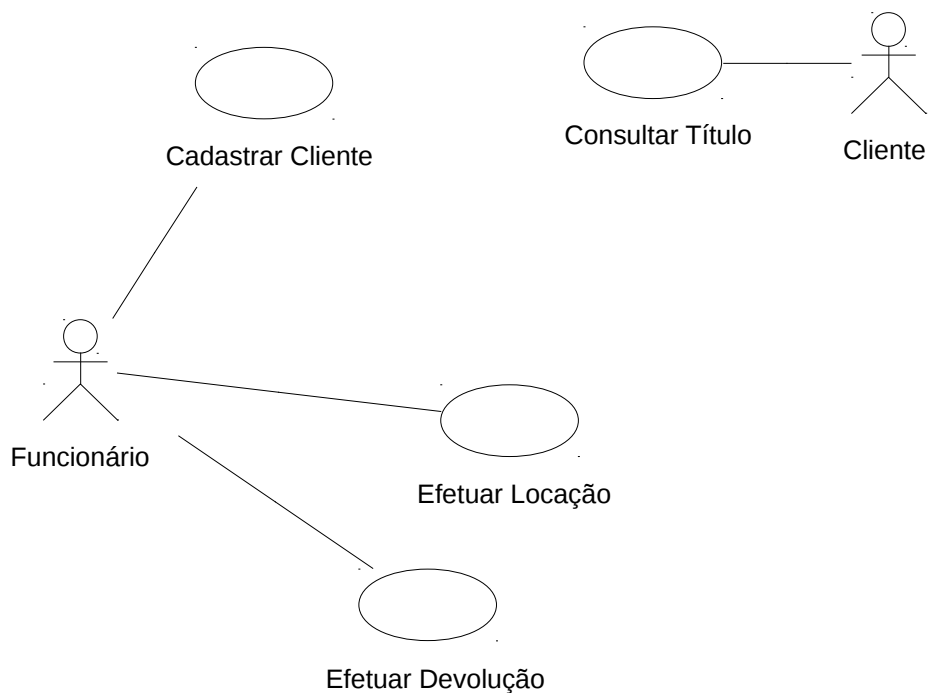 Consultar Título
Cliente
Cadastrar Cliente
Funcionário
Efetuar Locação
Efetuar Devolução